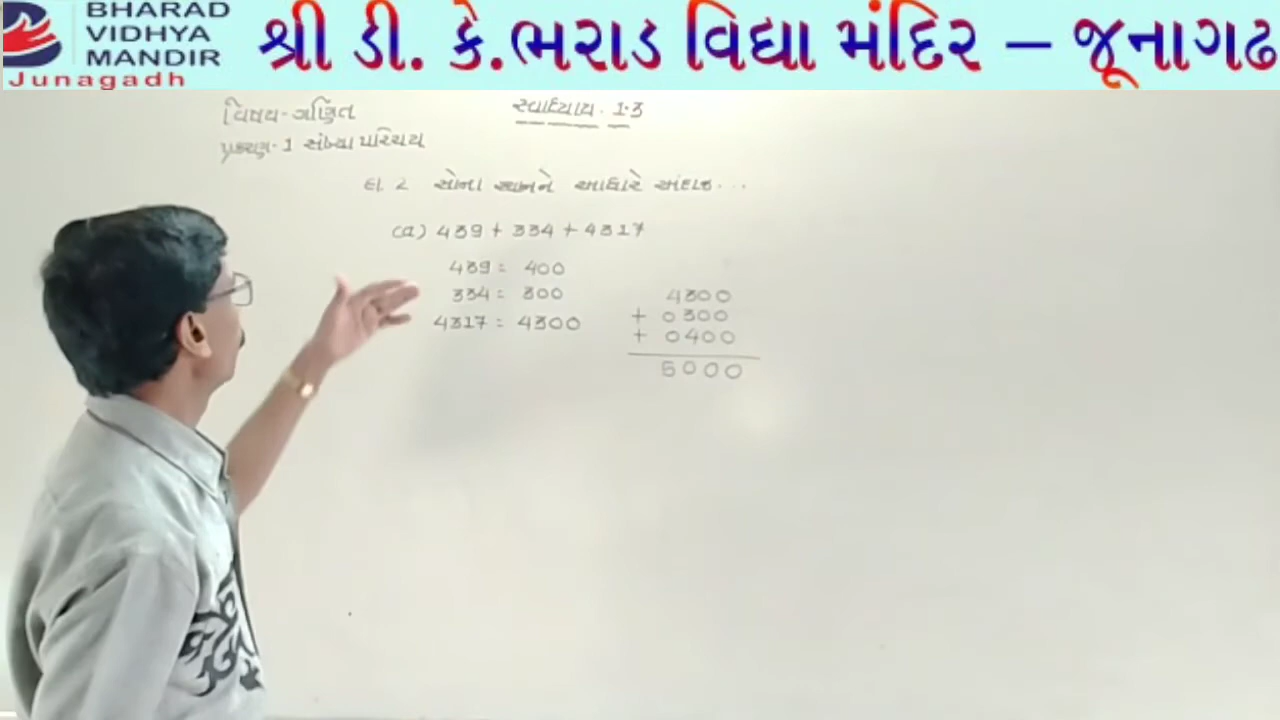 BHARAD
VIDHYA
MANDIR
Junagadh
શ્રી ડી. કે.ભરાડ વિદ્યા મંદિર – જૂનાગઢ
વિષય-ગણિત
સ્વાધ્યાય. 1.3
પ્રકરણ-1 સંખ્યા પરિચય
દા. 2 સોના સ્થાનને આધારે અંદાજ...
(a) 439 + 334 + 4317
439 = 400
334 = 300
4317 = 4300
4300
+ 0300
+ 0400
5000